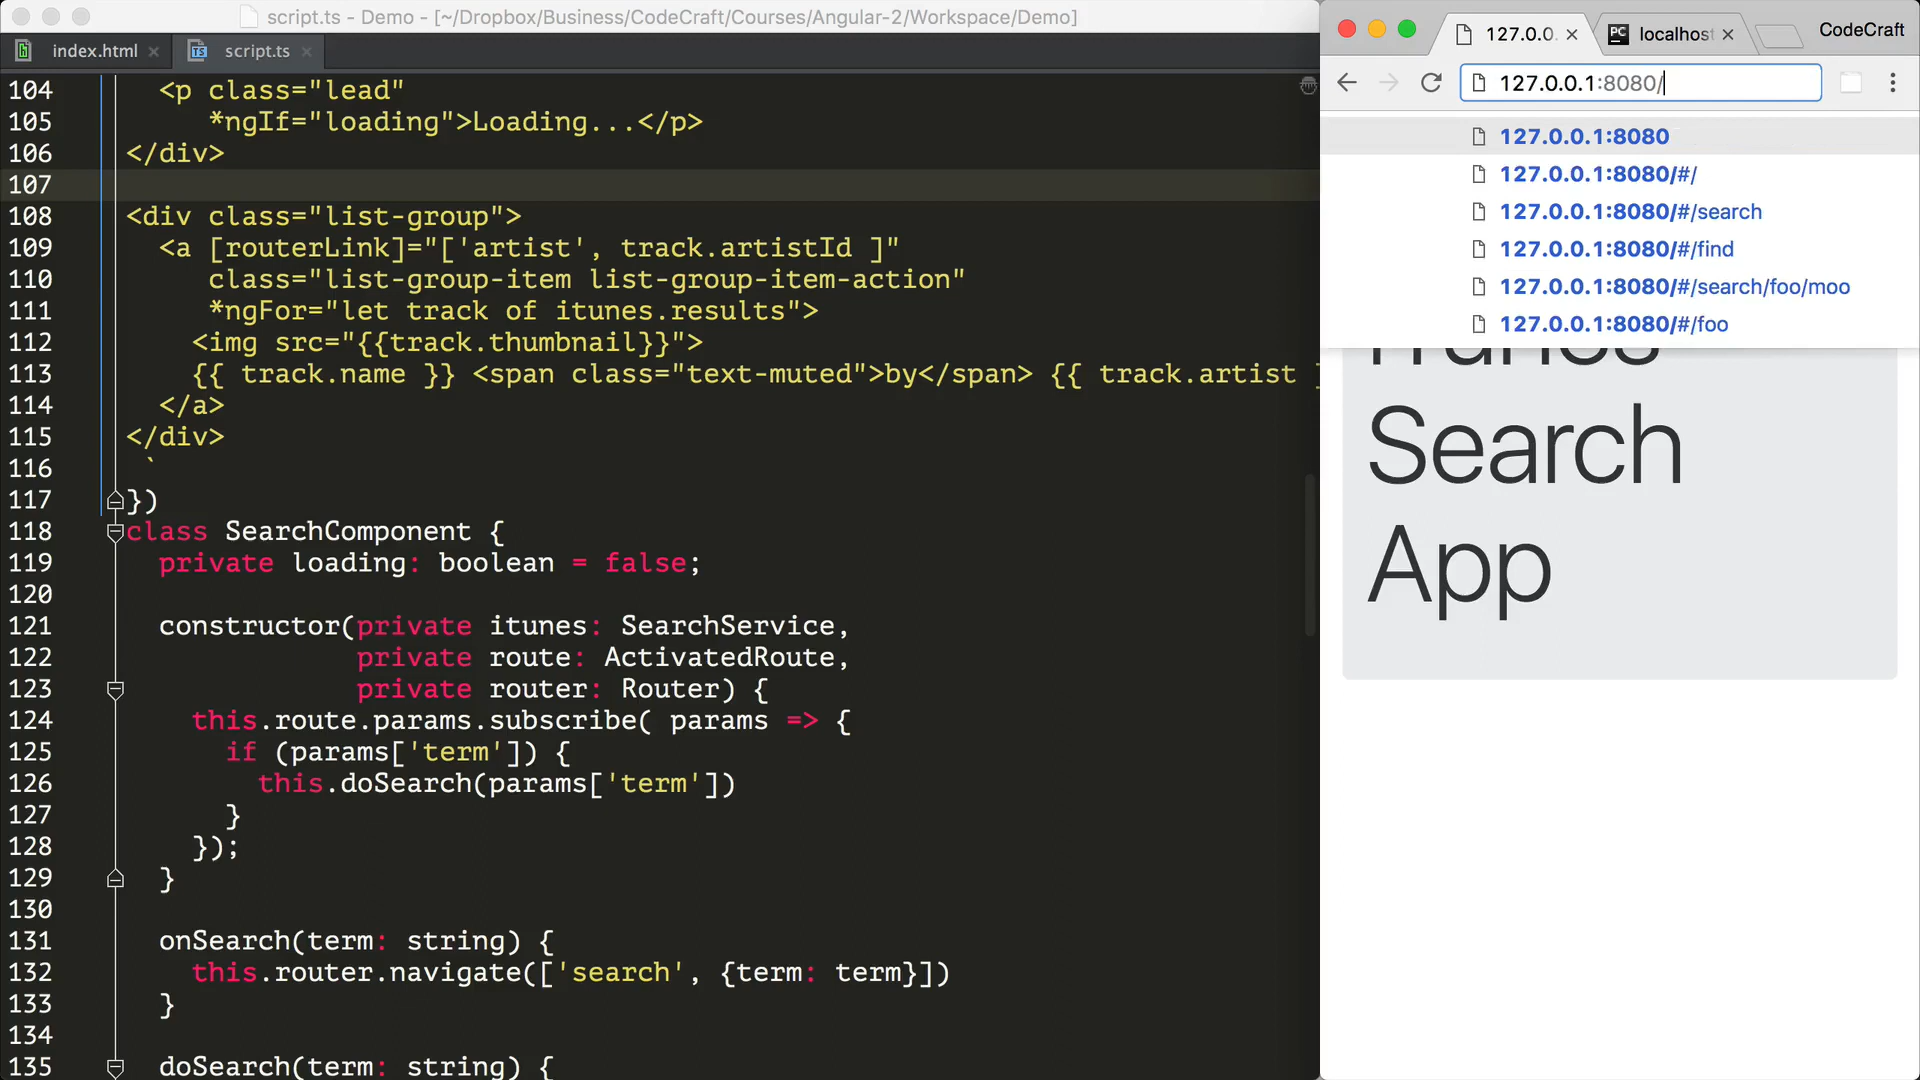 script.ts - Demo - [~/Dropbox/Business/CodeCraft/Courses/Angular-2/Workspace/Demo]
index.html
TS script.ts
104 <p class="lead"
105 *ngIf="loading">Loading...</p>
106 </div>
107
108 <div class="list-group">
109 <a [routerLink]="['artist', track.artistId ]"
110 class="list-group-item list-group-item-action"
111 *ngFor="let track of itunes.results">
112 <img src="{{track.thumbnail}}">
113 {{ track.name }} <span class="text-muted">by</span> {{ track.artist
114 </a>
115 </div>
116 `
117 })
118 class SearchComponent {
119 private loading: boolean = false;
120
121 constructor(private itunes: SearchService,
122 private route: ActivatedRoute,
123 private router: Router) {
124 this.route.params.subscribe( params => {
125 if (params['term']) {
126 this.doSearch(params['term'])
127 }
128 });
129 }
130
131 onSearch(term: string) {
132 this.router.navigate(['search', {term: term}])
133 }
134
135 doSearch(term: string) {
127.0.0.
PC localhost
CodeCraft
127.0.0.1:8080/
127.0.0.1:8080
127.0.0.1:8080/#/
127.0.0.1:8080/#/search
127.0.0.1:8080/#/find
127.0.0.1:8080/#/search/foo/moo
127.0.0.1:8080/#/foo
Search
App